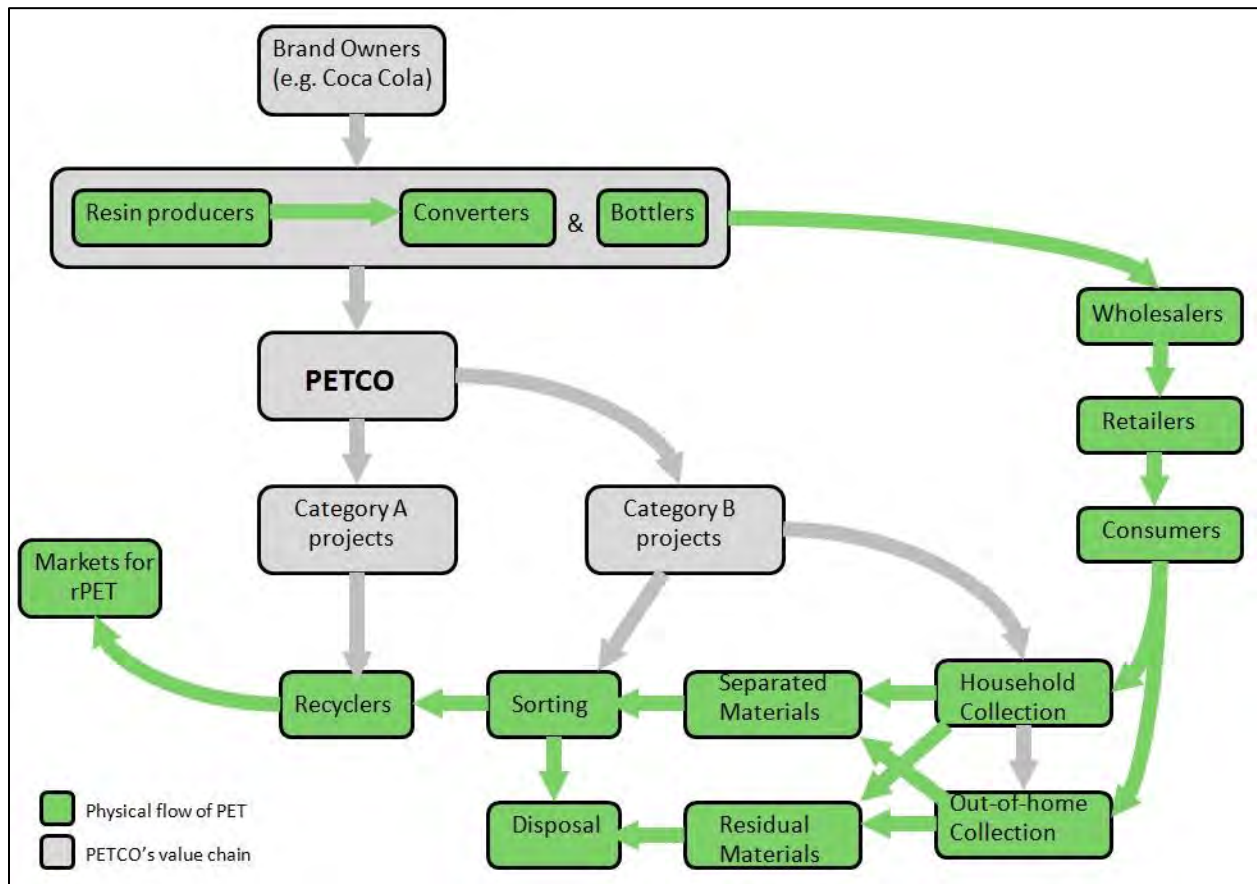 Brand Owners
(e.g. Coca Cola)
Resin producers
Converters
&
Bottlers
Wholesalers
PETCO
Retailers
Category A
projects
Category B
projects
Consumers
Markets for
rPET
Recyclers
Sorting
Separated
Materials
Household
Collection
Disposal
Residual
Materials
Out-of-home
Collection
Physical flow of PET
PETCO's value chain